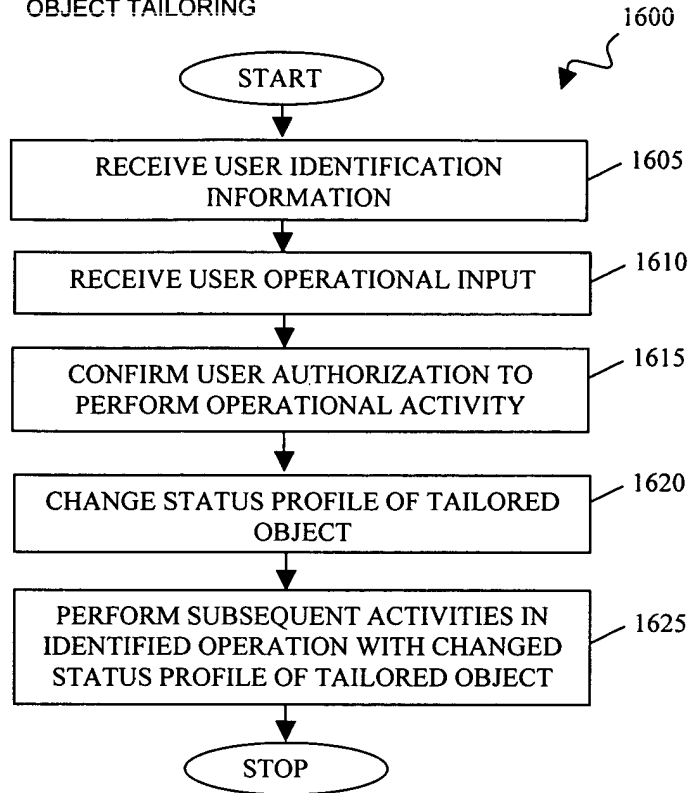 OBJECT TAILORING
1600
START
RECEIVE USER IDENTIFICATION
INFORMATION
1605
RECEIVE USER OPERATIONAL INPUT
1610
CONFIRM USER AUTHORIZATION TO
PERFORM OPERATIONAL ACTIVITY
1615
CHANGE STATUS PROFILE OF TAILORED
OBJECT
1620
PERFORM SUBSEQUENT ACTIVITIES IN
IDENTIFIED OPERATION WITH CHANGED
STATUS PROFILE OF TAILORED OBJECT
1625
STOP